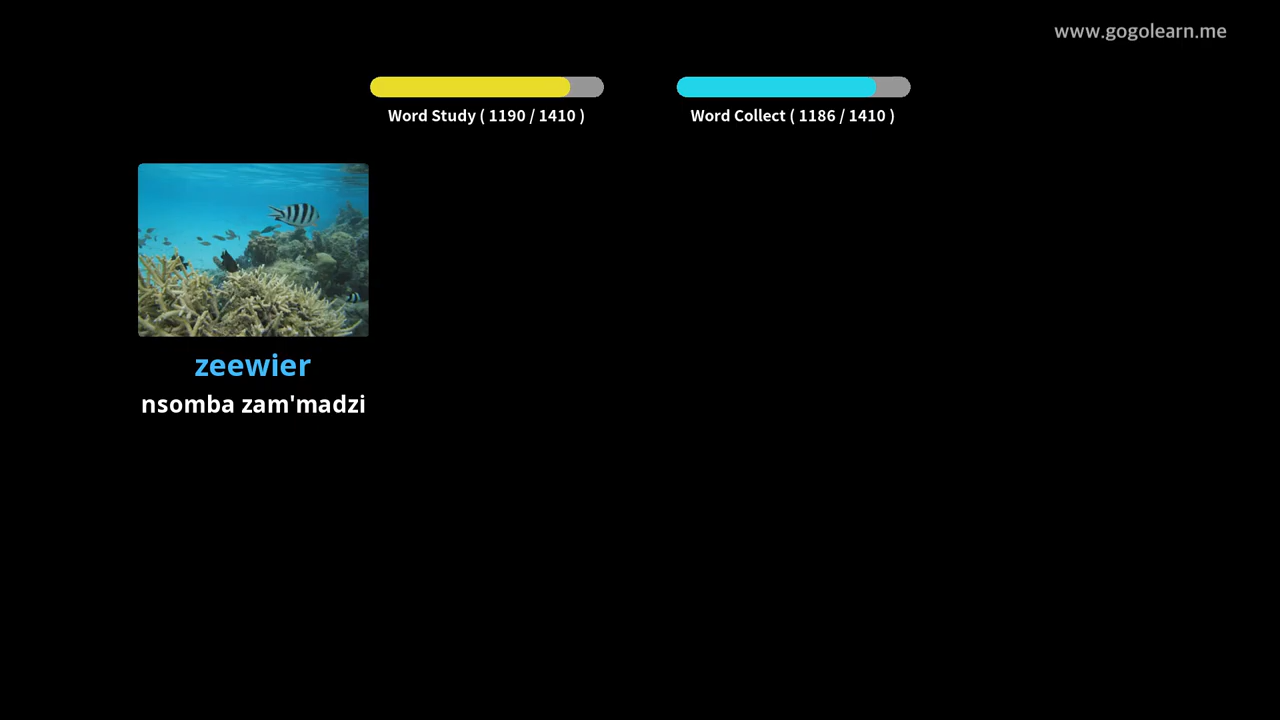 www.gogolearn.me
Word Study ( 1190 / 1410 )
Word Collect ( 1186 / 1410 )
zeewier
nsomba zam'madzi